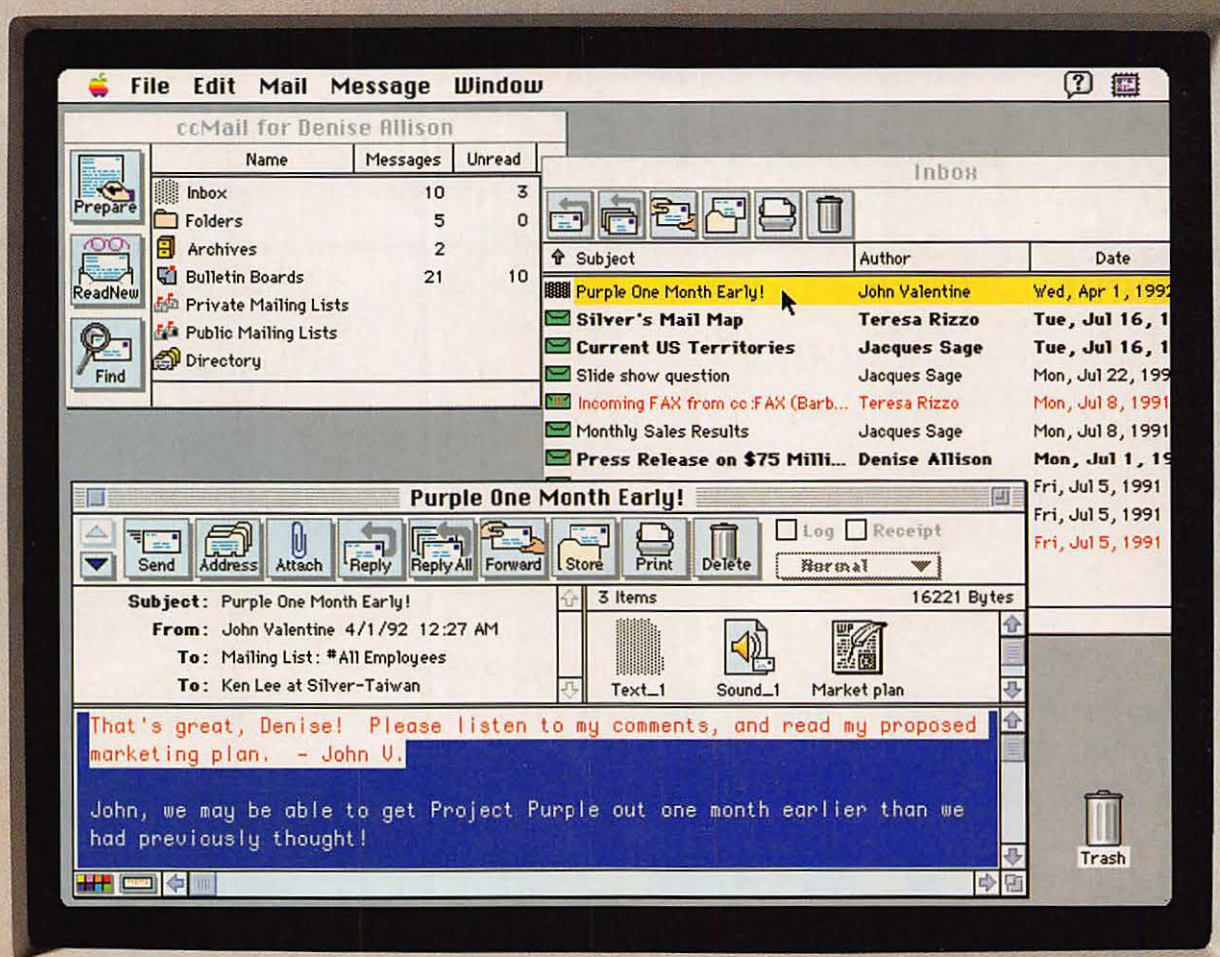 File Edit Mail Message Window
ccMail for Denise Allison
Name Messages Unread
Prepare
Inbox 10 3
Folders 5 0
Archives 2
ReadNew
Bulletin Boards 21 10
Private Mailing Lists
Public Mailing Lists
Find
Directory
Inbox
Subject Author Date
Purple One Month Early! John Valentine Wed, Apr 1, 1992
Silver's Mail Map Teresa Rizzo Tue, Jul 16, 1
Current US Territories Jacques Sage Tue, Jul 16, 1
Slide show question Jacques Sage Mon, Jul 22, 199
Incoming FAX from cc:FAX (Barb... Teresa Rizzo Mon, Jul 8, 1991
Monthly Sales Results Jacques Sage Mon, Jul 8, 1991
Press Release on $75 Milli... Denise Allison Mon, Jul 1, 19
Fri, Jul 5, 1991
Fri, Jul 5, 1991
Fri, Jul 5, 1991
Purple One Month Early!
Send Address Attach Reply Reply All Forward Store Print Delete
Log Receipt
Normal
Subject: Purple One Month Early!
From: John Valentine 4/1/92 12:27 AM
To: Mailing List: #All Employees
To: Ken Lee at Silver-Taiwan
3 Items 16221 Bytes
WP
Text_1 Sound_1 Market plan
That's great, Denise! Please listen to my comments, and read my proposed
marketing plan. - John V.
John, we may be able to get Project Purple out one month earlier than we
had previously thought!
Trash